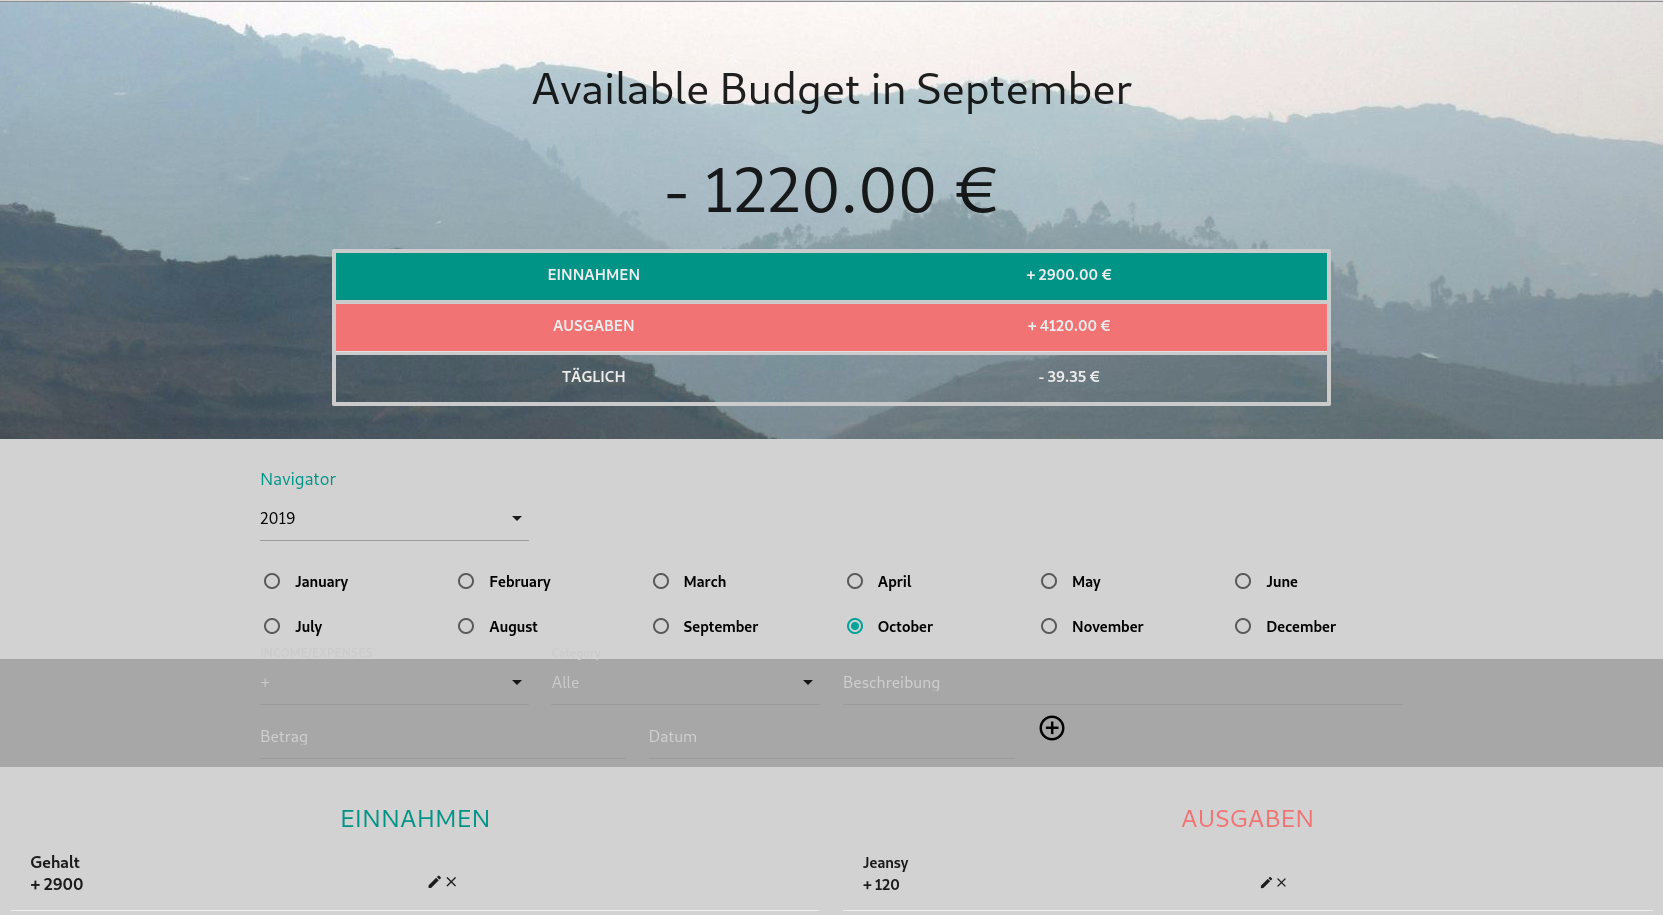 Available Budget in September
- 1220.00 €
EINNAHMEN + 2900.00 €
AUSGABEN + 4120.00 €
TÄGLICH - 39.35 €
Navigator
2019
January February March April May June
July August September October November December
INCOME/EXPENSES Category
+ Alle Beschreibung
Betrag Datum
EINNAHMEN AUSGABEN
Gehalt Jeansy
+ 2900 + 120